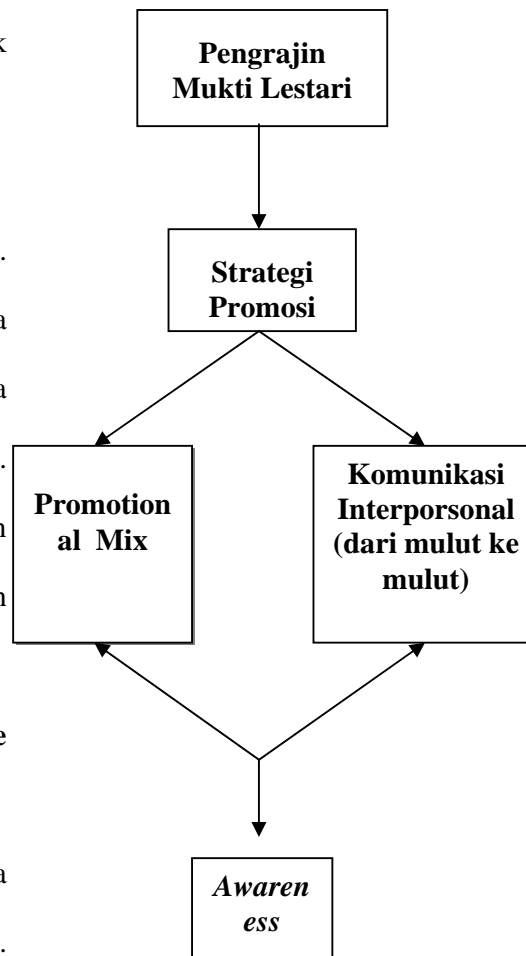 k
Pengrajin
Mukti Lestari
.
Strategi
Promosi
a
a
.
Promotion
al Mix
n
n
Komunikasi
Interporsonal
(dari mulut ke
mulut)
e
a
Awaren
ess
.